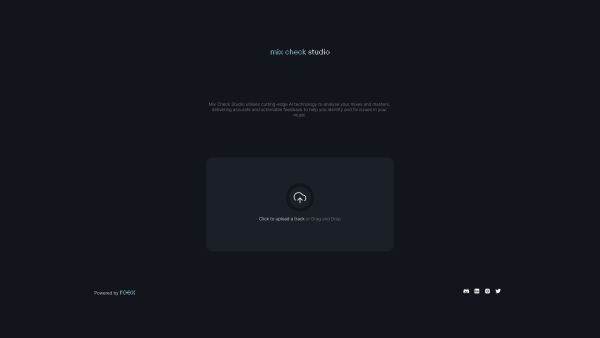 mix check studio
Mix Check Studio utilises cutting-edge AI technology to analyse your mixes and masters,
delivering accurate and actionable feedback to help you identify and fix issues in your
music.
Click to upload a track or Drag and Drop
Powered by roex